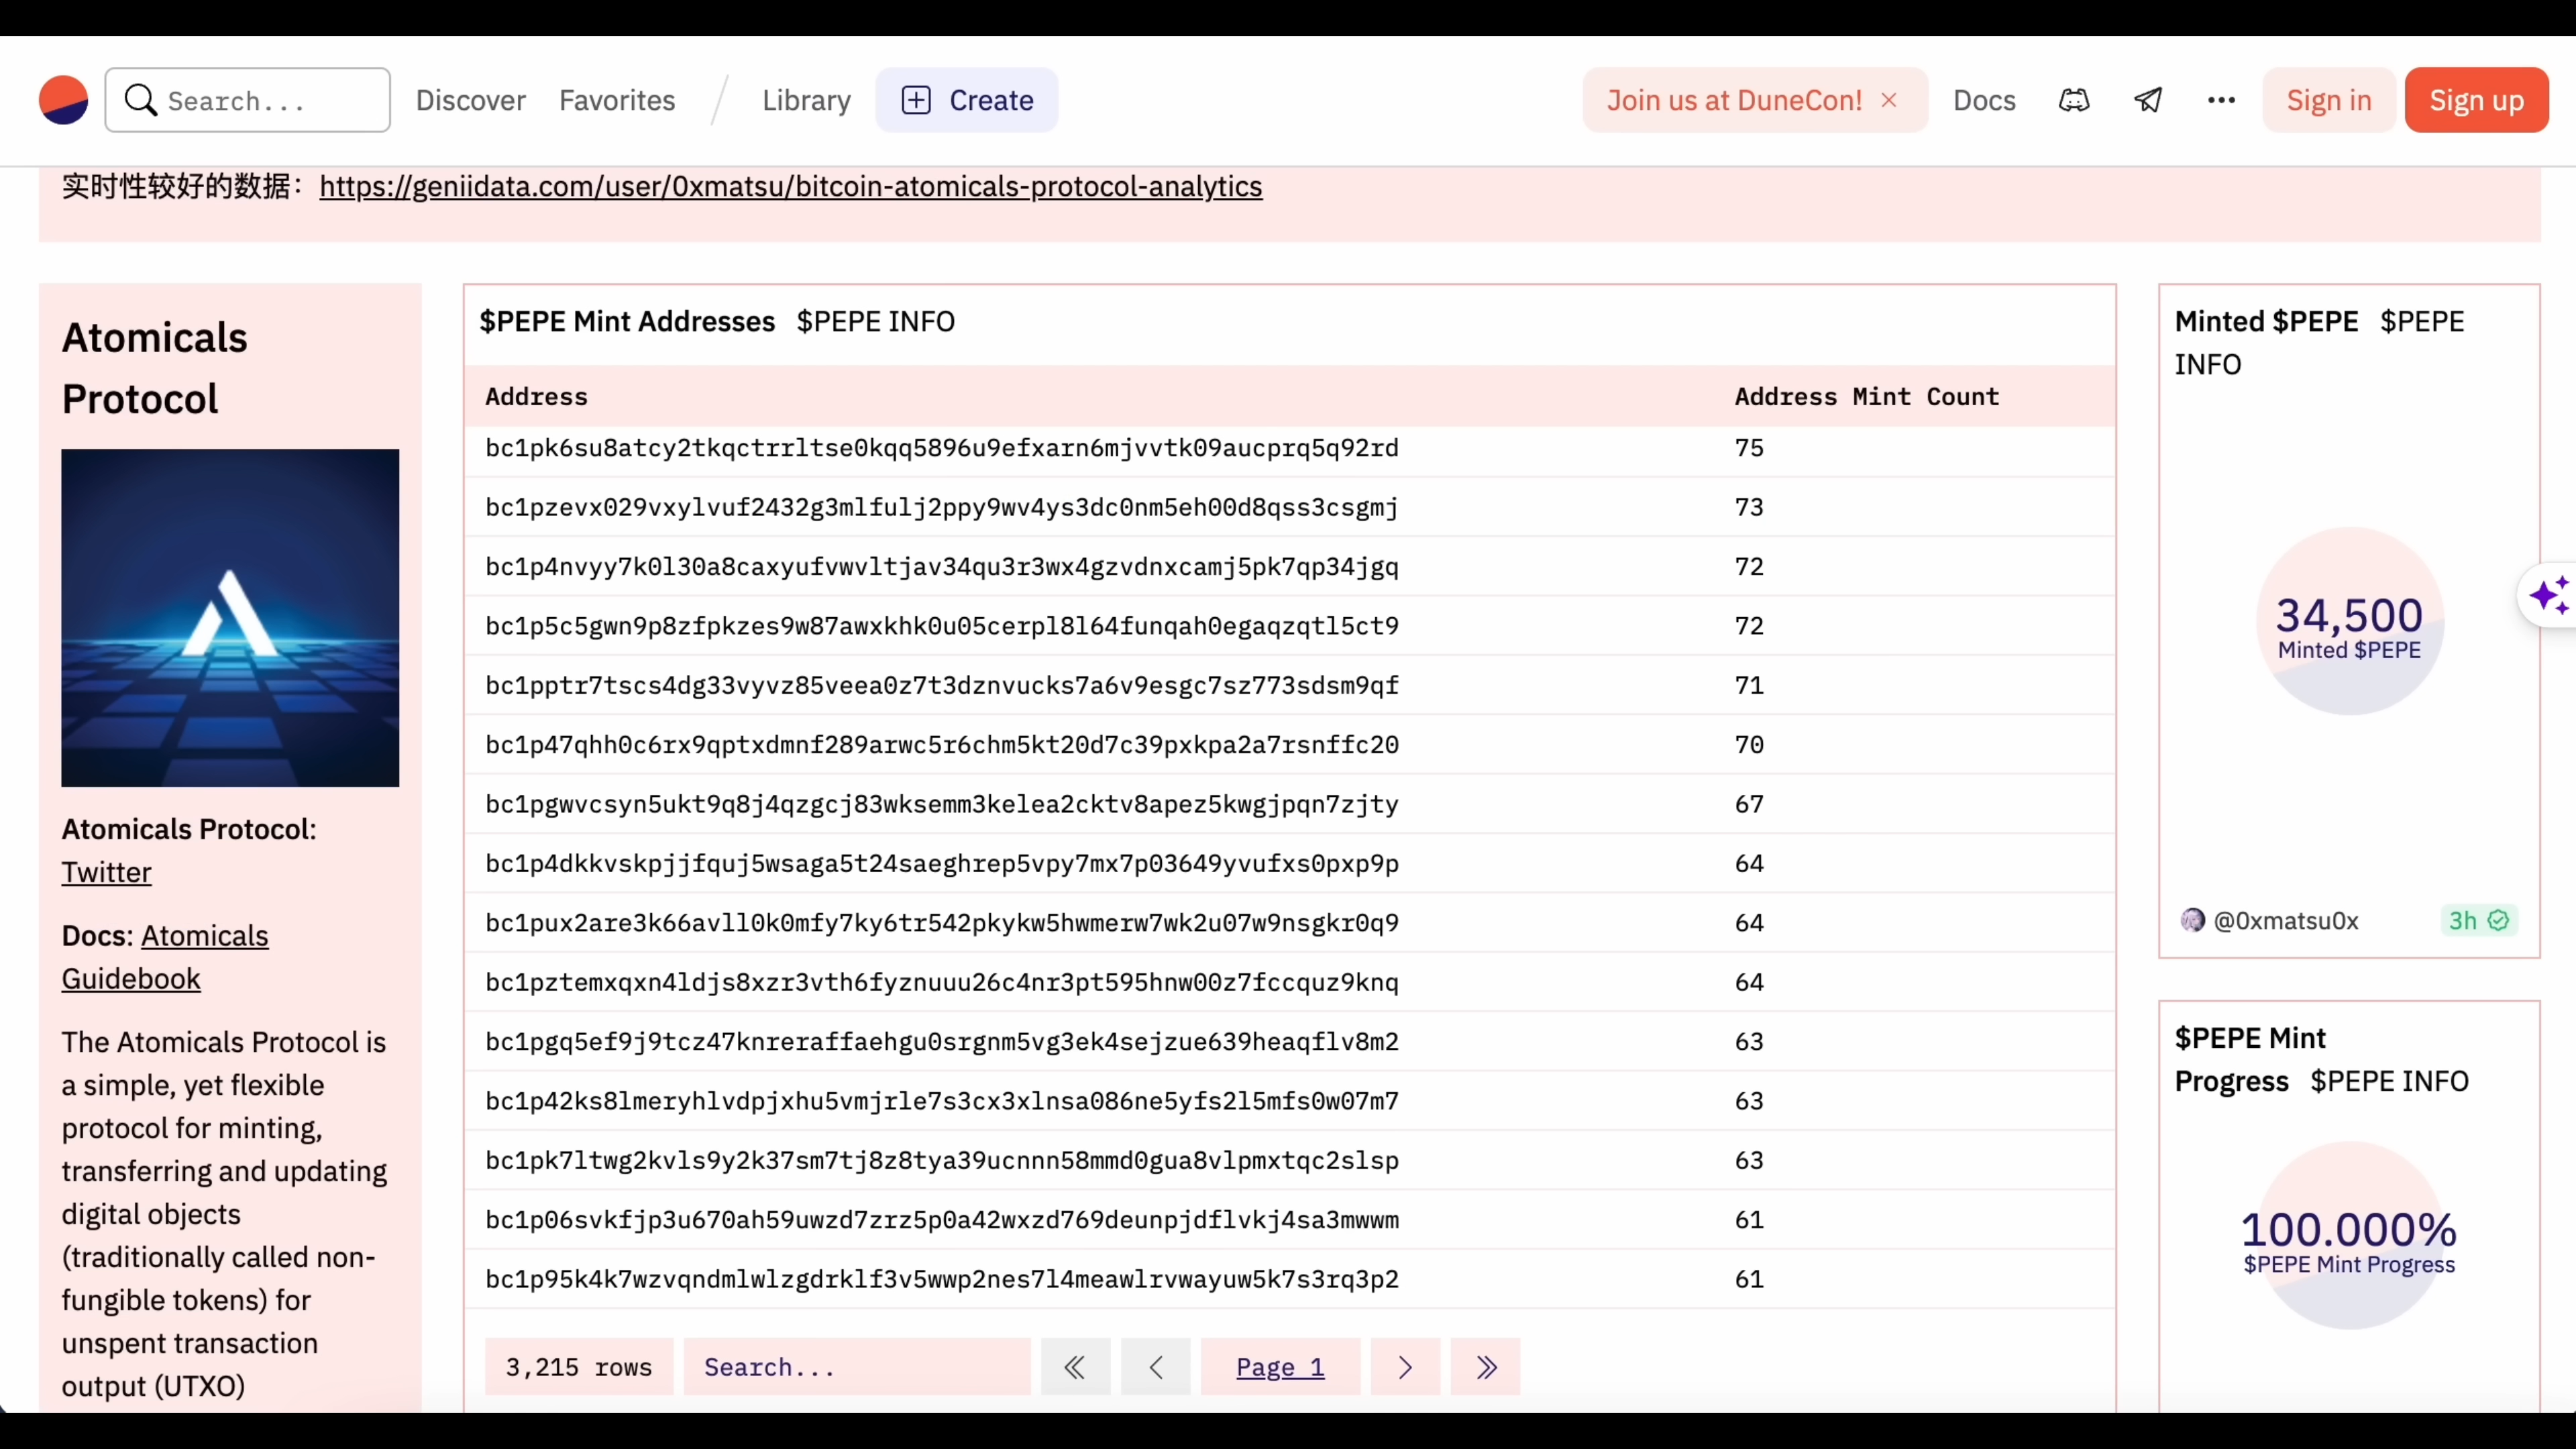 Search...
Discover
Favorites
Library
Create
Join us at DuneCon!
Docs
Sign in
Sign up
实时性较好的数据：https://geniidata.com/user/0xmatsu/bitcoin-atomicals-protocol-analytics
Atomicals
Protocol
Atomicals Protocol:
Twitter
Docs: Atomicals
Guidebook
The Atomicals Protocol is
a simple, yet flexible
protocol for minting,
transferring and updating
digital objects
(traditionally called non-
fungible tokens) for
unspent transaction
output (UTXO)
$PEPE Mint Addresses $PEPE INFO
Address Address Mint Count
bc1pk6su8atcy2tkqctrrltse0kqq5896u9efxarn6mjvvtk09aucprq5q92rd 75
bc1pzevx029vxylvuf2432g3mlfulj2ppy9wv4ys3dc0nm5eh00d8qss3csgmj 73
bc1p4nvyy7k0l30a8caxyufvwvltjav34qu3r3wx4gzvdnxcamj5pk7qp34jgq 72
bc1p5c5gwn9p8zfpkzes9w87awxkhk0u05cerpl8l64funqah0egaqzqtl5ct9 72
bc1pptr7tscs4dg33vyvz85veea0z7t3dznvucks7a6v9esgc7sz773sdsm9qf 71
bc1p47qhh0c6rx9qptxdmnf289arwc5r6chm5kt20d7c39pxkpa2a7rsnffc20 70
bc1pgwvcsyn5ukt9q8j4qzgcj83wksemm3kelea2cktv8apez5kwgjpqn7zjty 67
bc1p4dkkvskpjjfquj5wsaga5t24saeghrep5vpy7mx7p03649yvufxs0pxp9p 64
bc1pux2are3k66avll0k0mfy7ky6tr542pkykw5hwmerw7wk2u07w9nsgkr0q9 64
bc1pztemxqxn4ldjs8xzr3vth6fyznuuu26c4nr3pt595hnw00z7fccquz9knq 64
bc1pgq5ef9j9tcz47knreraffaehgu0srgnm5vg3ek4sejzue639heaqflv8m2 63
bc1p42ks8lmeryhlvdpjxhu5vmjrle7s3cx3xlnsa086ne5yfs2l5mfs0w07m7 63
bc1pk7ltwg2kvls9y2k37sm7tj8z8tya39ucnnn58mmd0gua8vlpmxtqc2slsp 63
bc1p06svkfjp3u670ah59uwzd7zrz5p0a42wxzd769deunpjdflvkj4sa3mwwm 61
bc1p95k4k7wzvqndmlwlzgdrklf3v5wwp2nes7l4meawlrvwayuw5k7s3rq3p2 61
3,215 rows
Search...
Page 1
Minted $PEPE $PEPE
INFO
34,500
Minted $PEPE
@0xmatsu0x
3h
$PEPE Mint
Progress $PEPE INFO
100.000%
$PEPE Mint Progress